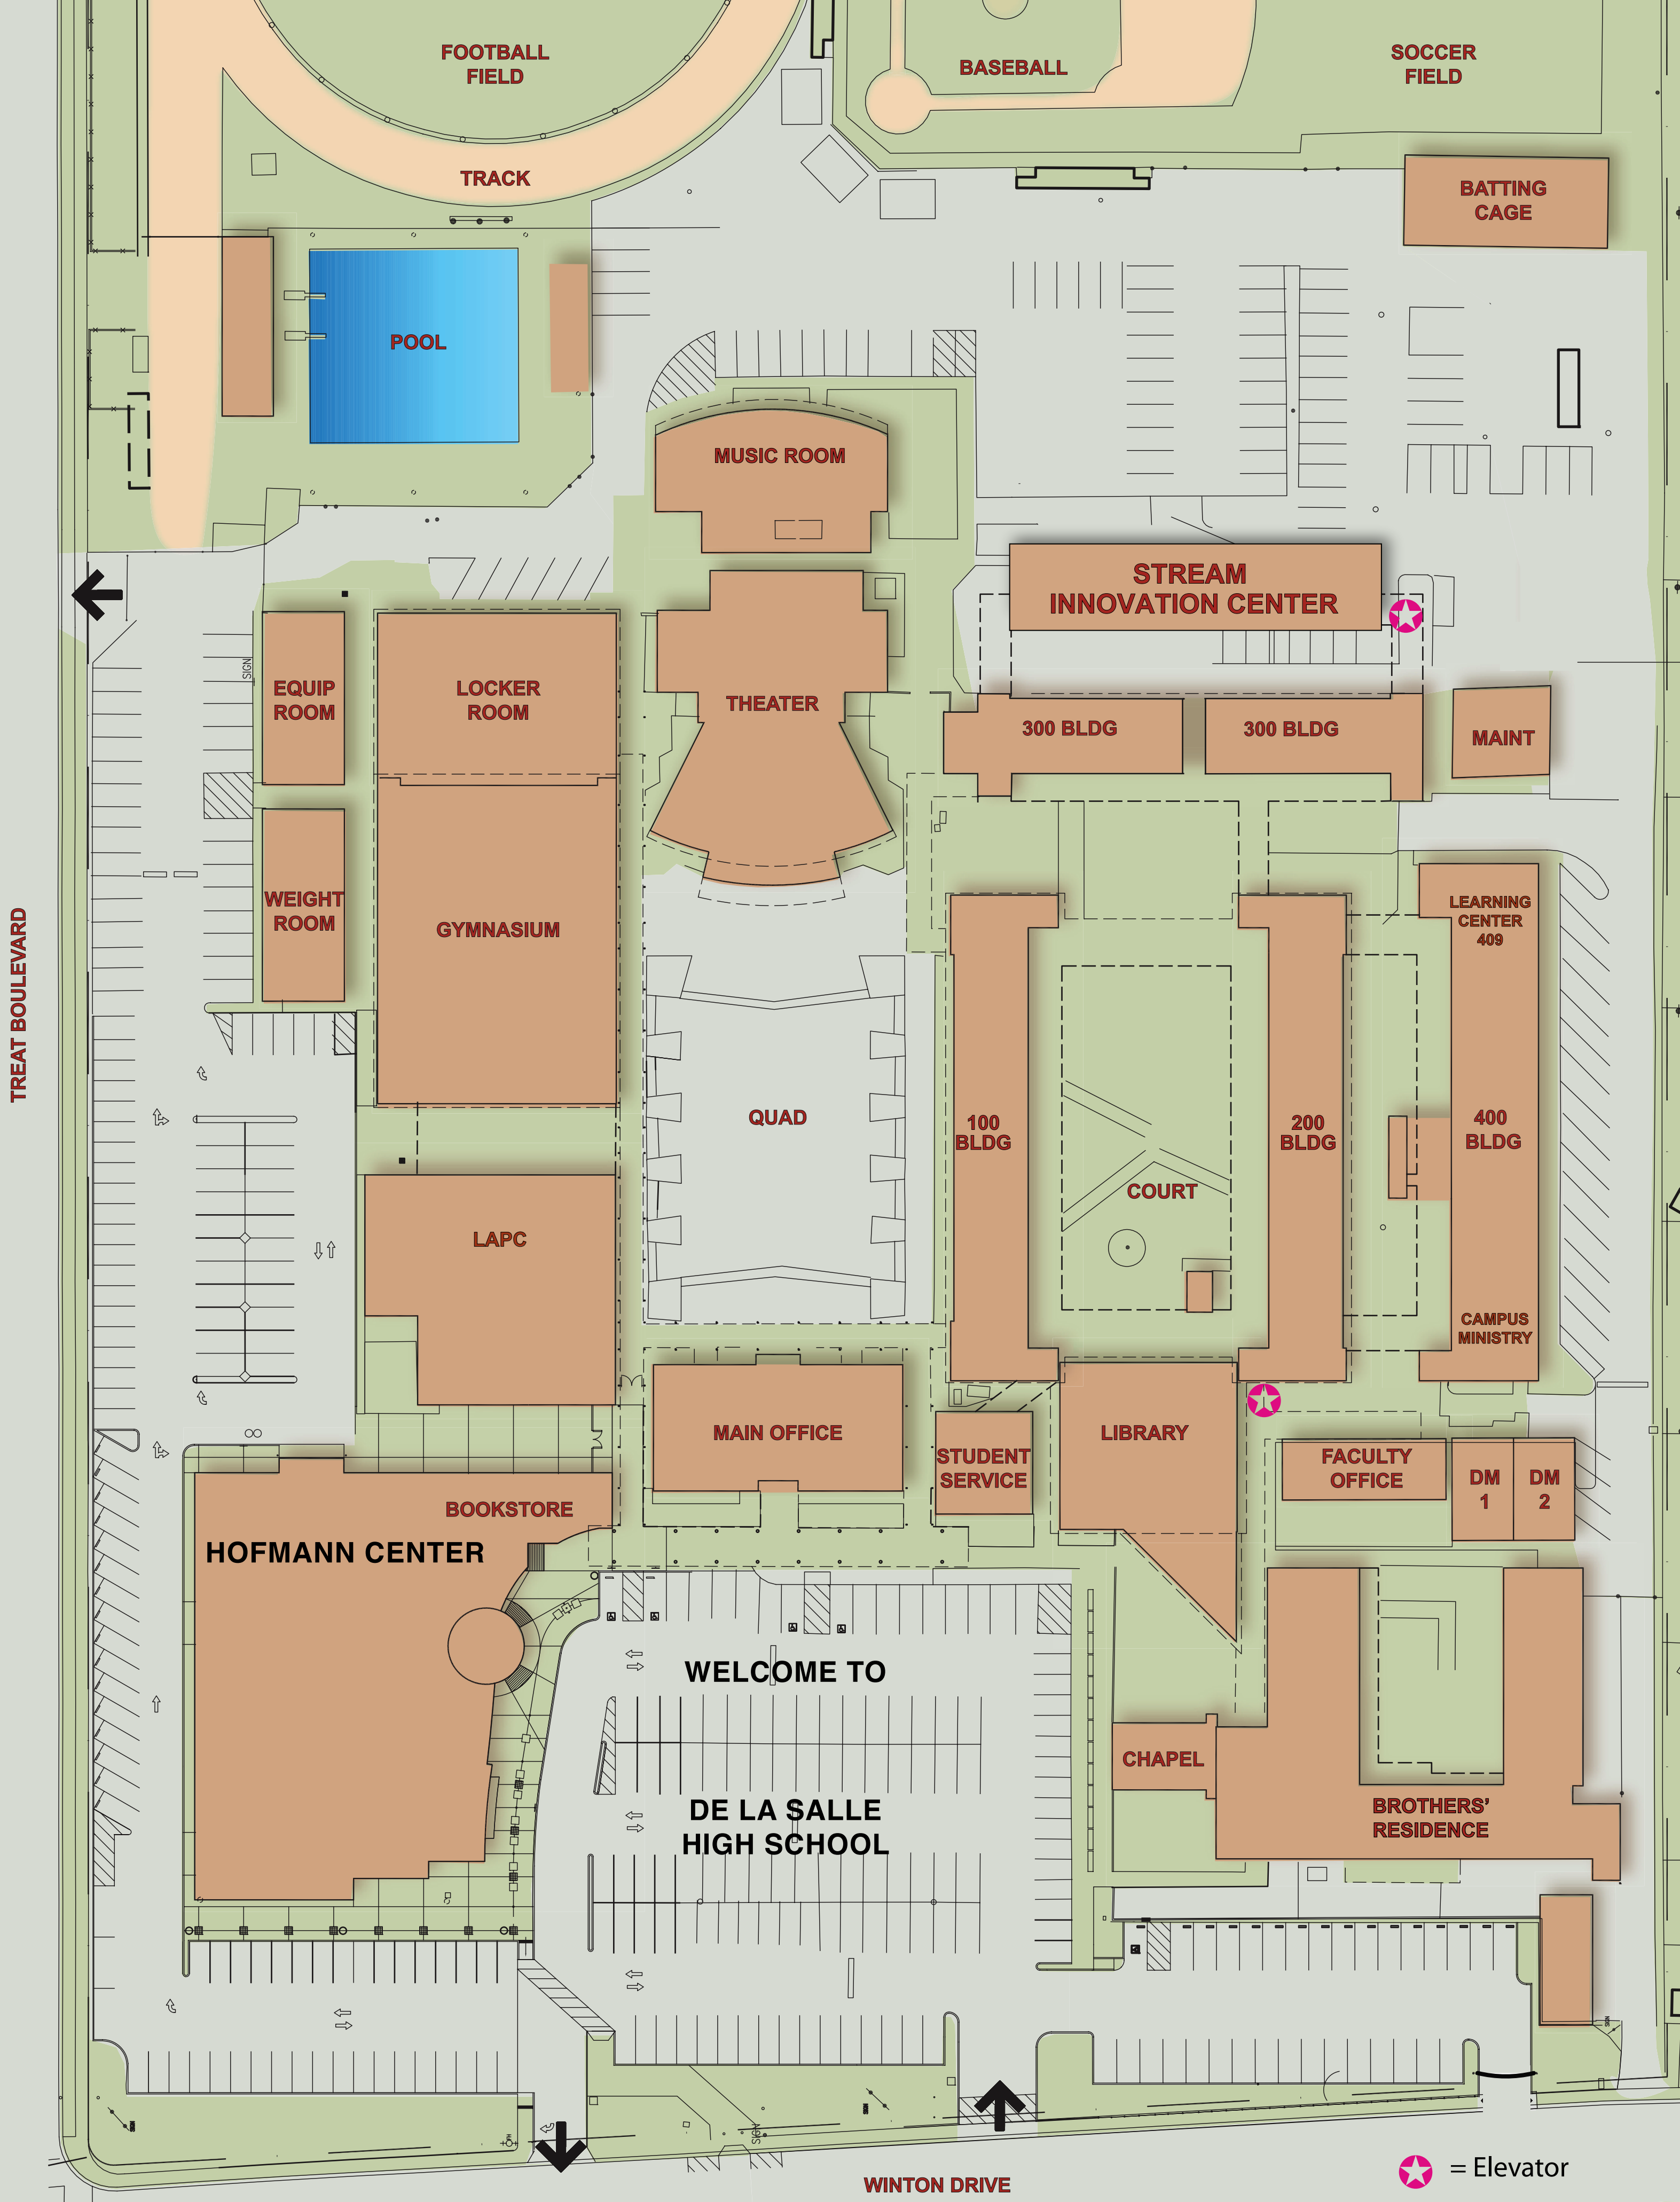 FOOTBALL
FIELD
BASEBALL
SOCCER
FIELD
TRACK
BATTING
CAGE
POOL
MUSIC ROOM
STREAM
INNOVATION CENTER
EQUIP
ROOM
LOCKER
ROOM
THEATER
300 BLDG
300 BLDG
MAINT
SIGN
WEIGHT
ROOM
GYMNASIUM
LEARNING
CENTER
409
TREAT BOULEVARD
QUAD
100
BLDG
200
BLDG
400
BLDG
COURT
LAPC
CAMPUS
MINISTRY
MAIN OFFICE
STUDENT
SERVICE
LIBRARY
FACULTY
OFFICE
DM
1
DM
2
BOOKSTORE
HOFMANN CENTER
WELCOME TO
DE LA SALLE
HIGH SCHOOL
CHAPEL
BROTHERS'
RESIDENCE
SIGN
WINTON DRIVE
= Elevator